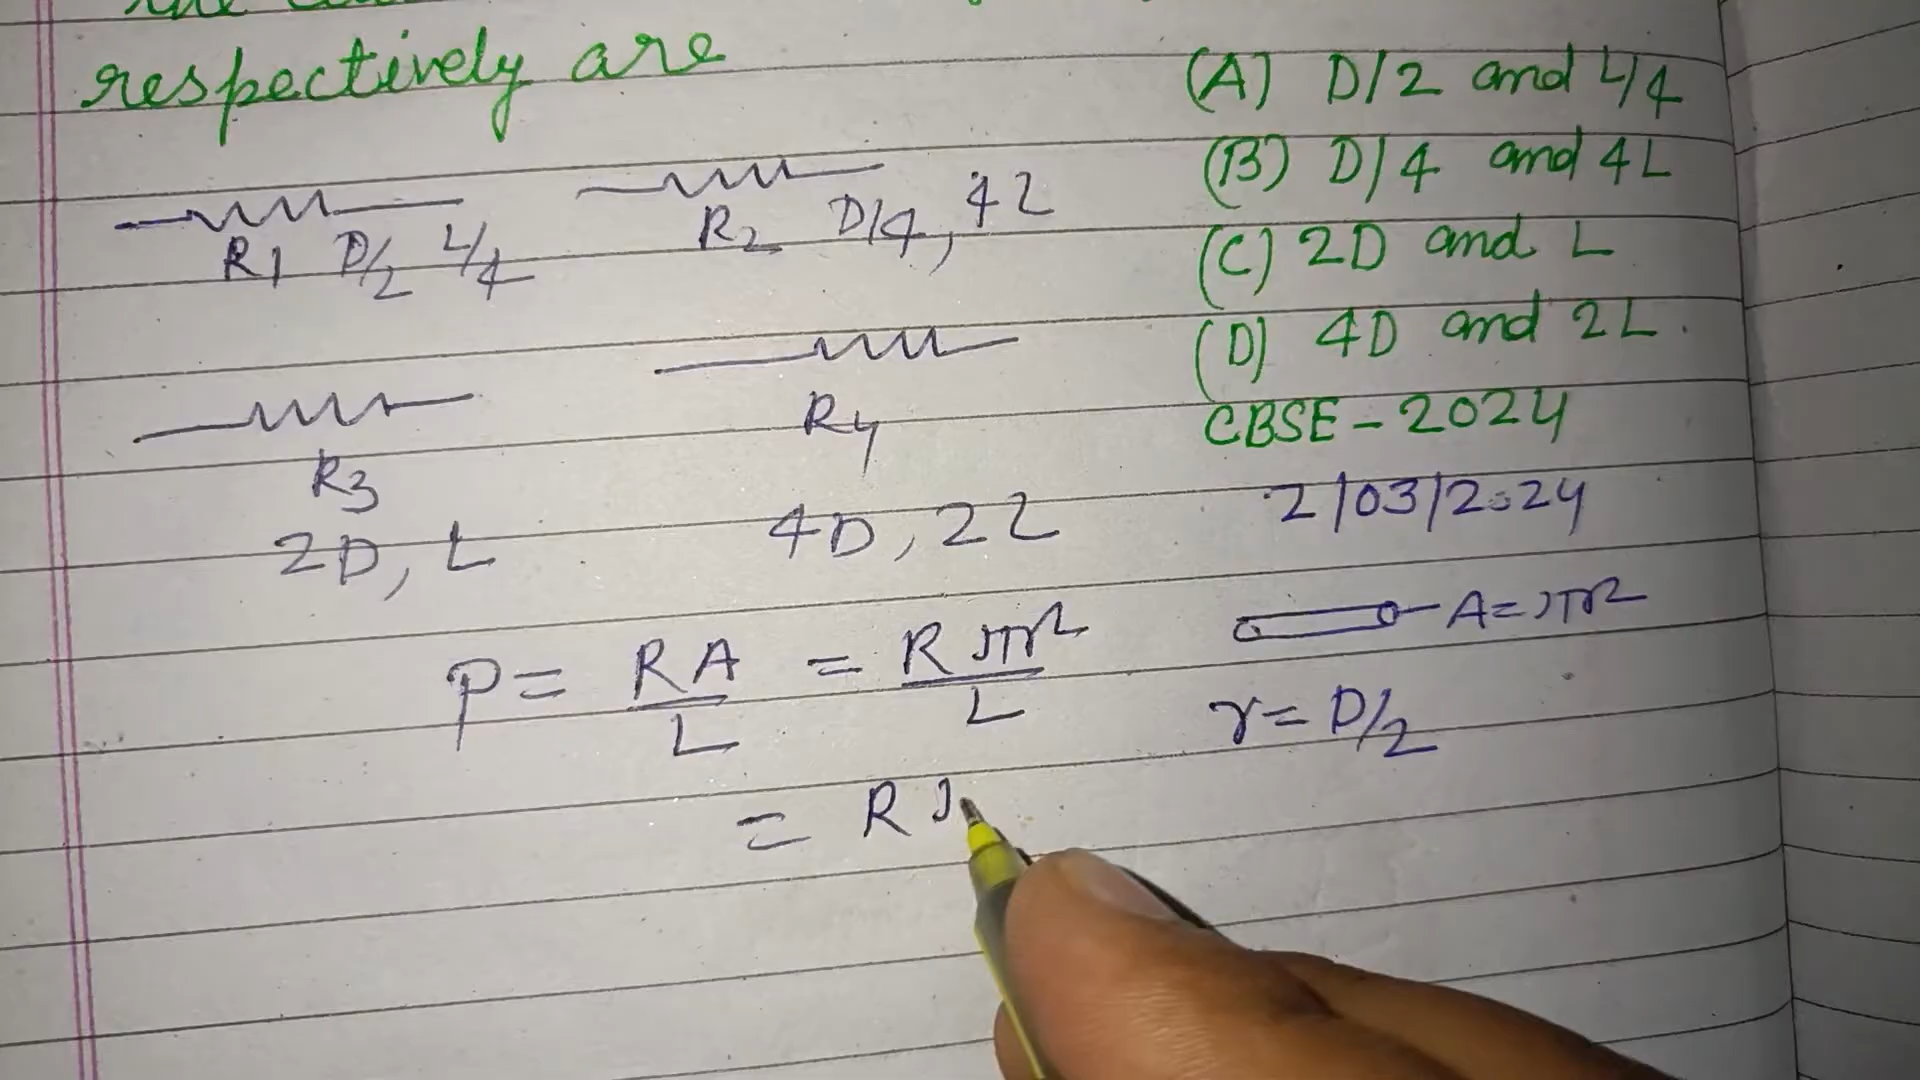 respectively are
(A) D/2 and L/4
(B) D/4 and 4L
(C) 2D and L
(D) 4D and 2L.
CBSE - 2024
2/03/2024
R1 D/2 L/4
R2 D/4, 4L
R3
2D, L
R4
4D, 2L
ρ = RA/L = Rπr²/L
A = πr²
r = D/2
= R